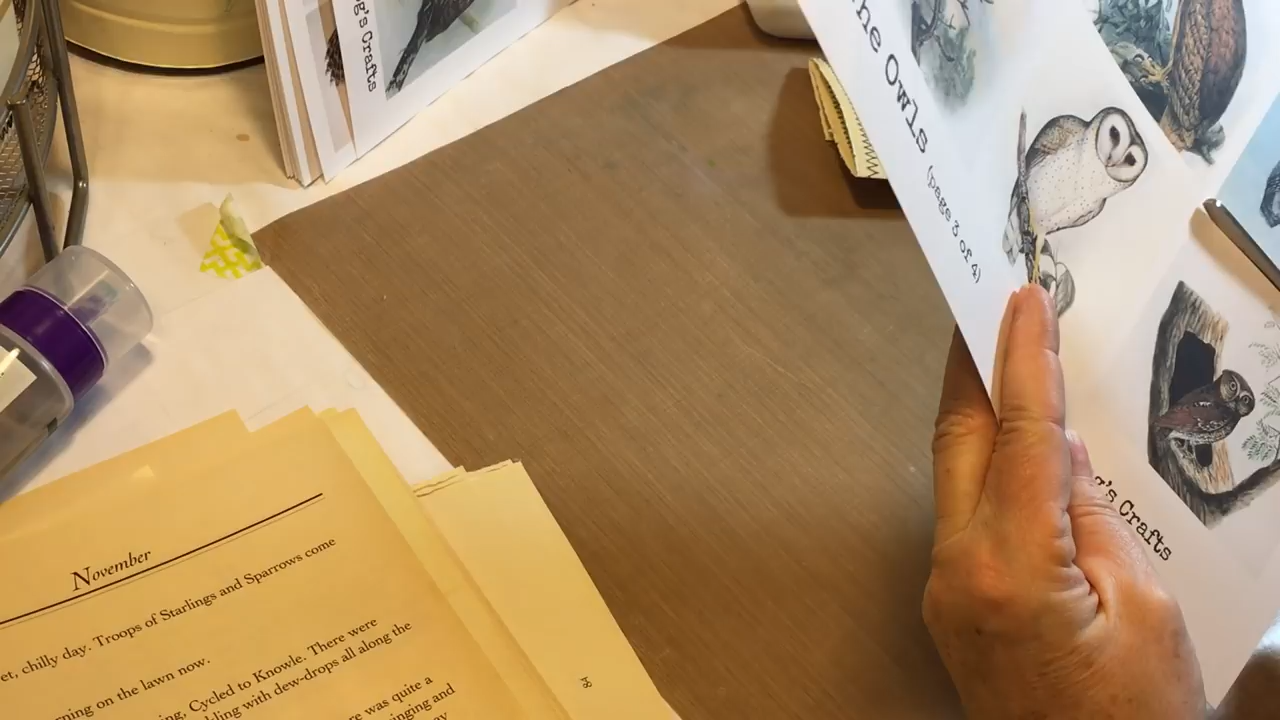 g's Crafts
he Owls (page 3 of 4)
g's Crafts
November
et, chilly day. Troops of Starlings and Sparrows come
rning on the lawn now.
ing, Cycled to Knowle. There were
bling with dew-drops all along the
re was quite a
inging and